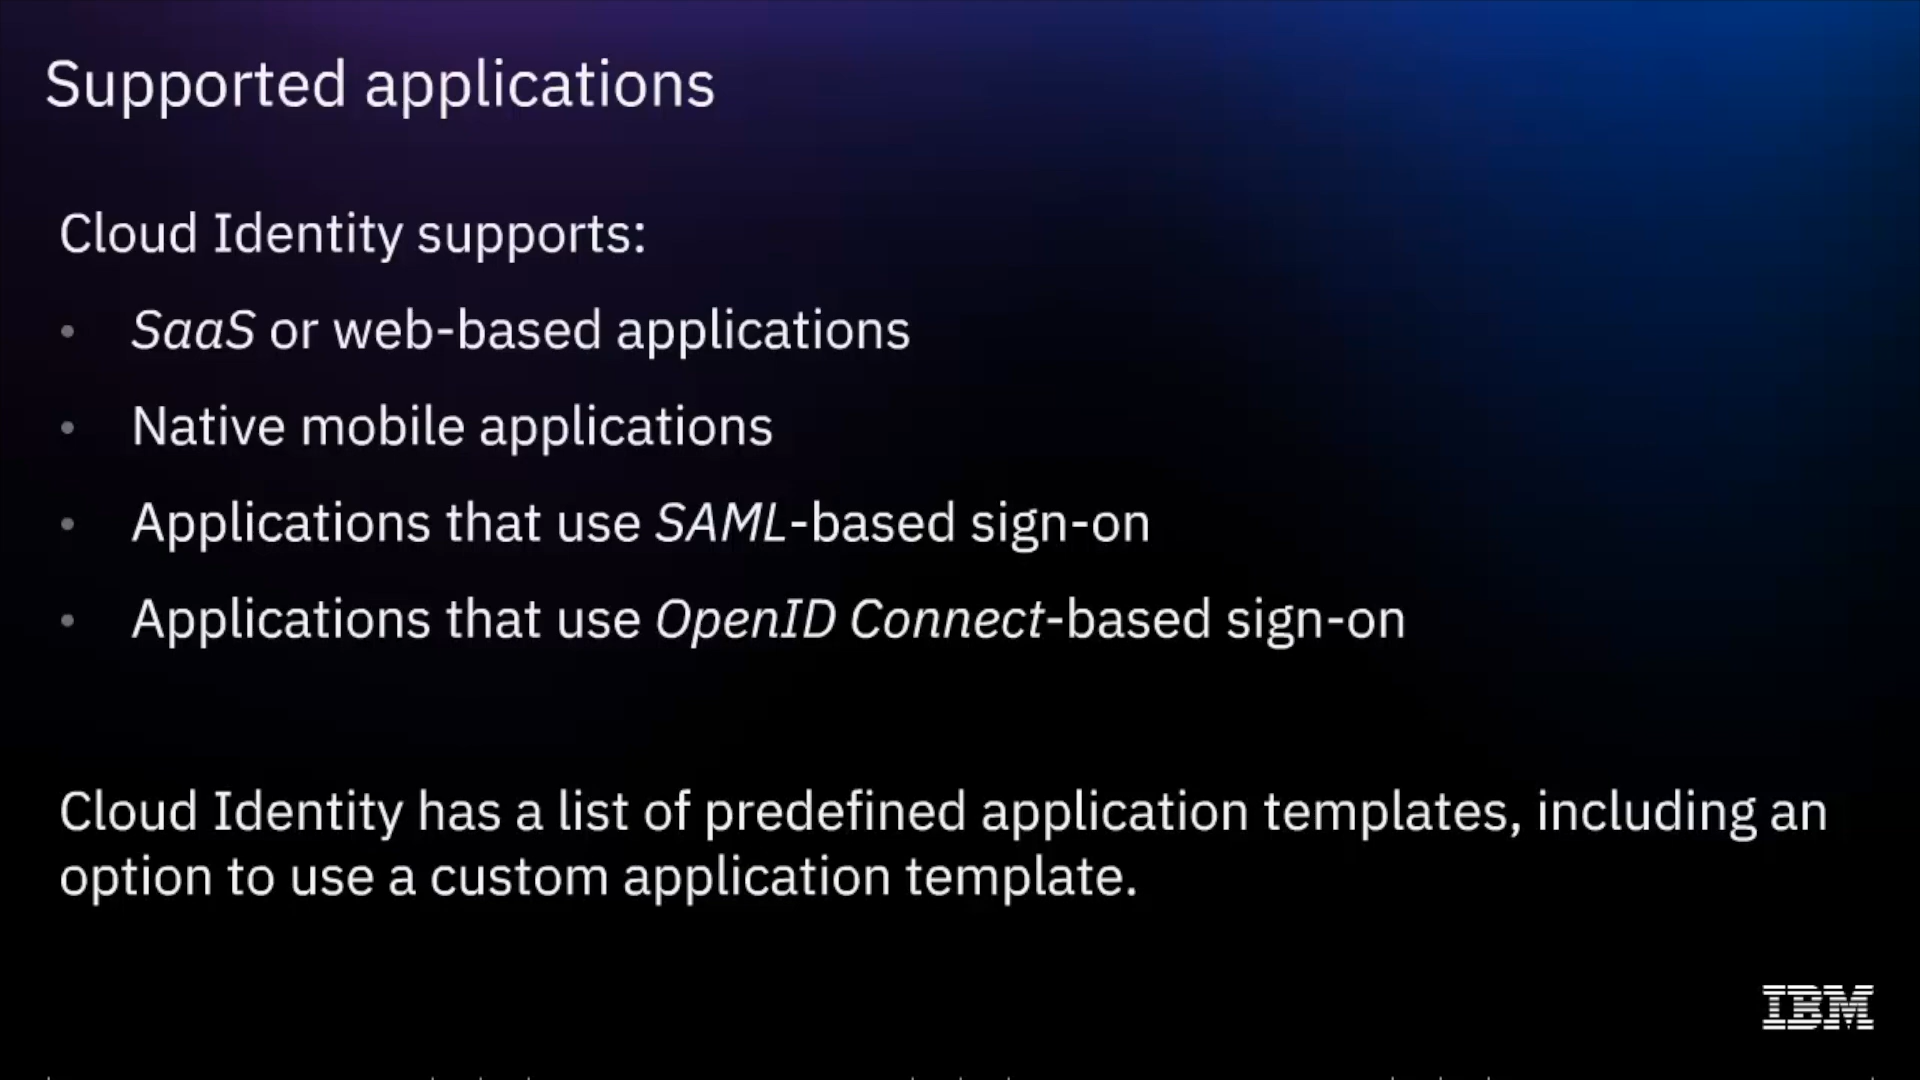 Supported applications
Cloud Identity supports:
• SaaS or web-based applications
• Native mobile applications
• Applications that use SAML-based sign-on
• Applications that use OpenID Connect-based sign-on
Cloud Identity has a list of predefined application templates, including an
option to use a custom application template.
IBM